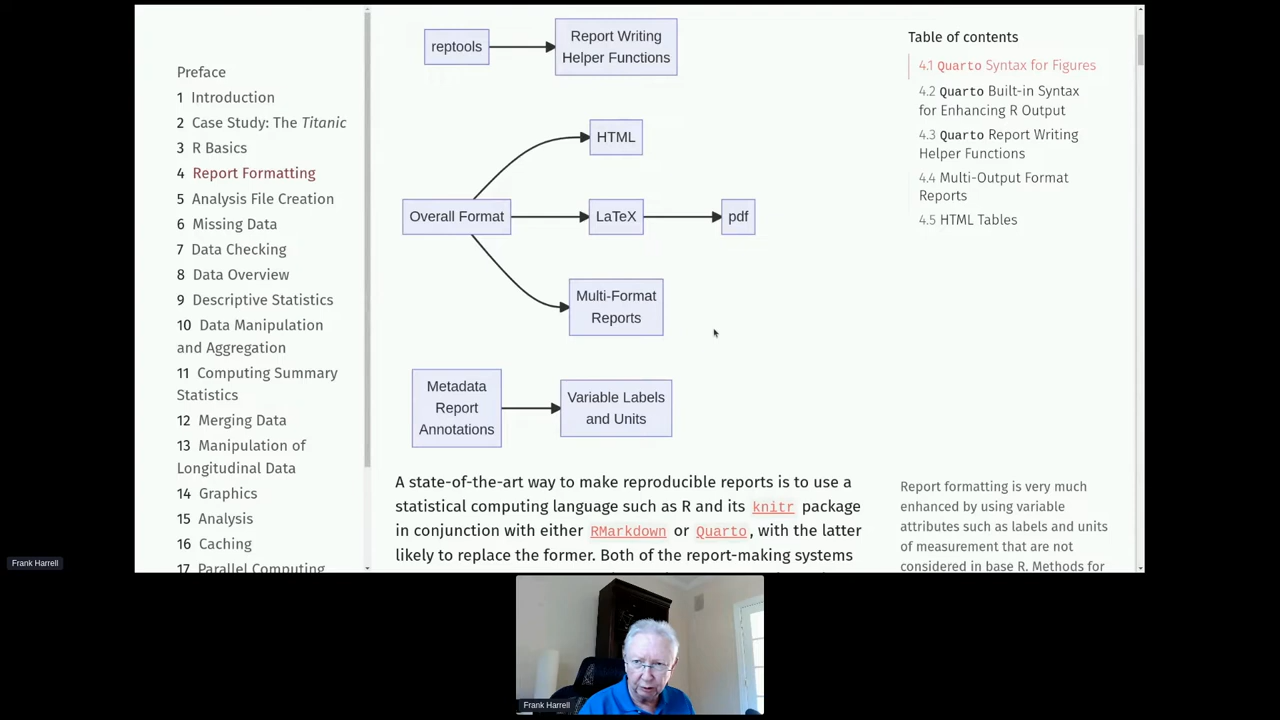 Preface
1 Introduction
2 Case Study: The Titanic
3 R Basics
4 Report Formatting
5 Analysis File Creation
6 Missing Data
7 Data Checking
8 Data Overview
9 Descriptive Statistics
10 Data Manipulation
and Aggregation
11 Computing Summary
Statistics
12 Merging Data
13 Manipulation of
Longitudinal Data
14 Graphics
15 Analysis
16 Caching
17 Parallel Computing
reptools
Report Writing
Helper Functions
HTML
Overall Format
LaTeX
pdf
Multi-Format
Reports
Metadata
Report
Annotations
Variable Labels
and Units
A state-of-the-art way to make reproducible reports is to use a
statistical computing language such as R and its knitr package
in conjunction with either RMarkdown or Quarto, with the latter
likely to replace the former. Both of the report-making systems
Table of contents
4.1 Quarto Syntax for Figures
4.2 Quarto Built-in Syntax
for Enhancing R Output
4.3 Quarto Report Writing
Helper Functions
4.4 Multi-Output Format
Reports
4.5 HTML Tables
Report formatting is very much
enhanced by using variable
attributes such as labels and units
of measurement that are not
considered in base R. Methods for
Frank Harrell
Frank Harrell